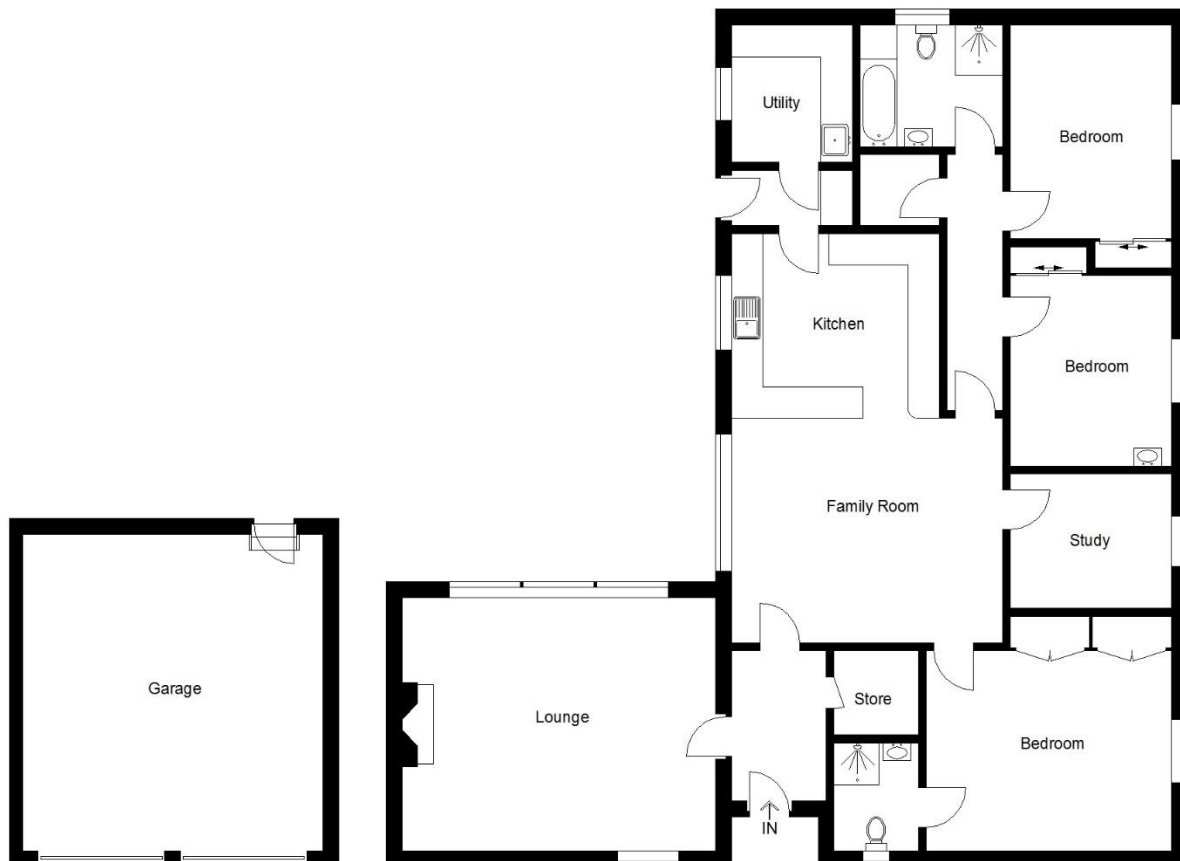 Utility
Bedroom
Kitchen
Bedroom
Family Room
Study
Garage
Lounge
Store
Bedroom
IN